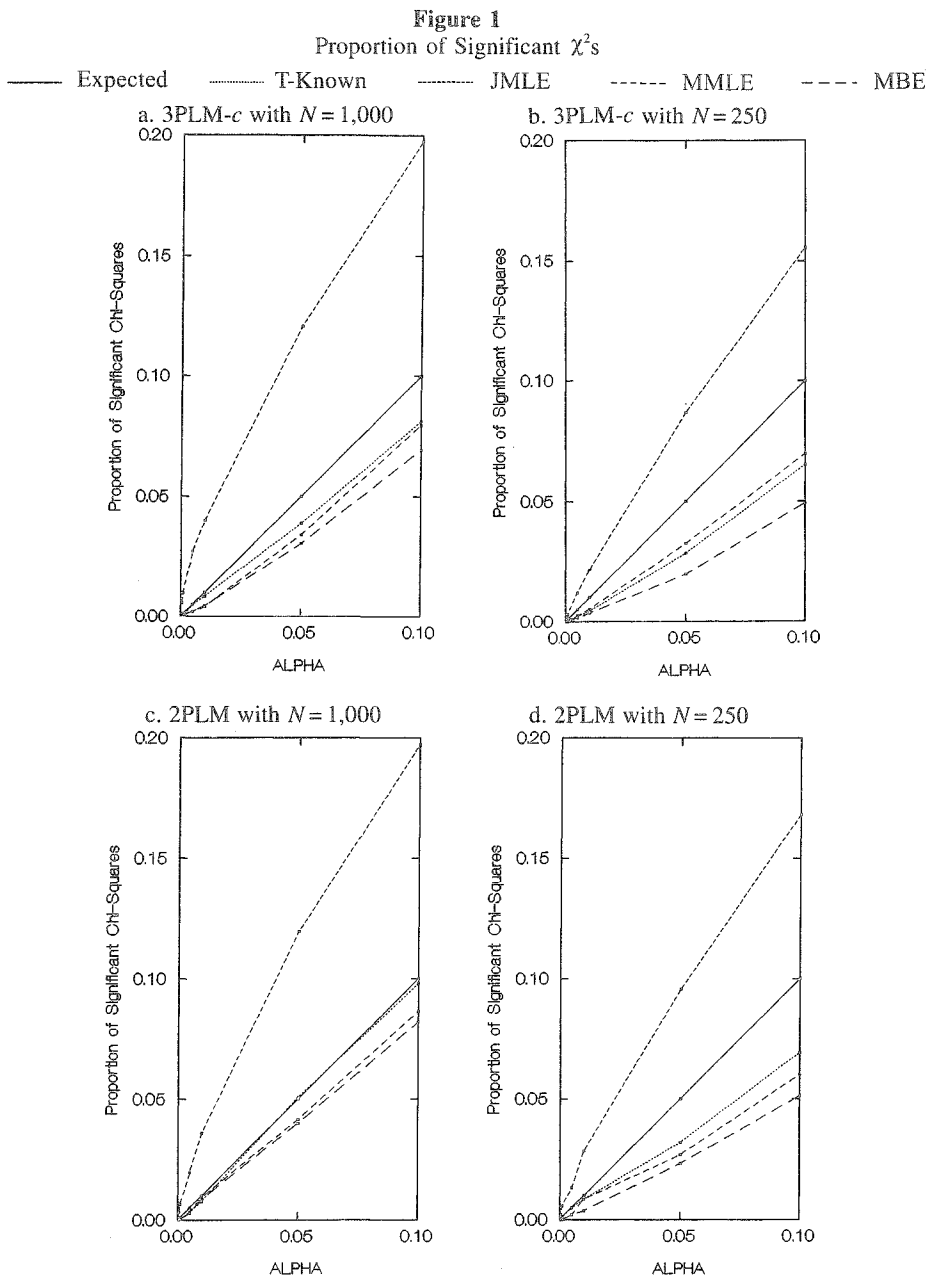 Figure 1
Proportion of Significant χ²s
Expected T-Known JMLE MMLE MBE
a. 3PLM-c with N = 1,000
b. 3PLM-c with N = 250
0.20
0.15
0.10
0.05
0.00
Proportion of Significant Chi-Squares
0.00 0.05 0.10
ALPHA
0.20
0.15
0.10
0.05
0.00
Proportion of Significant Chi-Squares
0.00 0.05 0.10
ALPHA
c. 2PLM with N = 1,000
d. 2PLM with N = 250
0.20
0.15
0.10
0.05
0.00
Proportion of Significant Chi-Squares
0.00 0.05 0.10
ALPHA
0.20
0.15
0.10
0.05
0.00
Proportion of Significant Chi-Squares
0.00 0.05 0.10
ALPHA